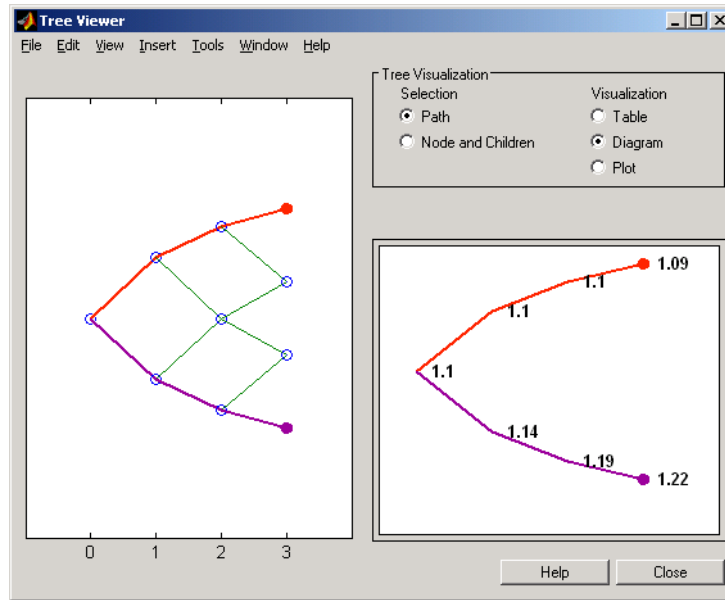 Tree Viewer
File Edit View Insert Tools Window Help
Tree Visualization
Selection
Path
Node and Children
Visualization
Table
Diagram
Plot
0 1 2 3
1.09
1.1
1.1
1.1
1.14
1.19
1.22
Help Close